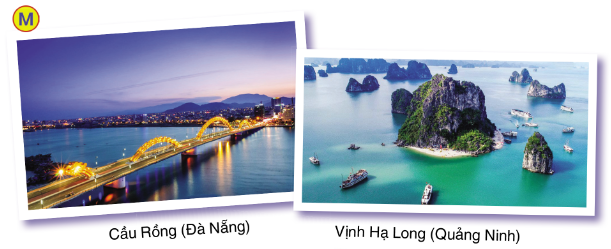 M
Cầu Rồng (Đà Nẵng)
Vịnh Hạ Long (Quảng Ninh)